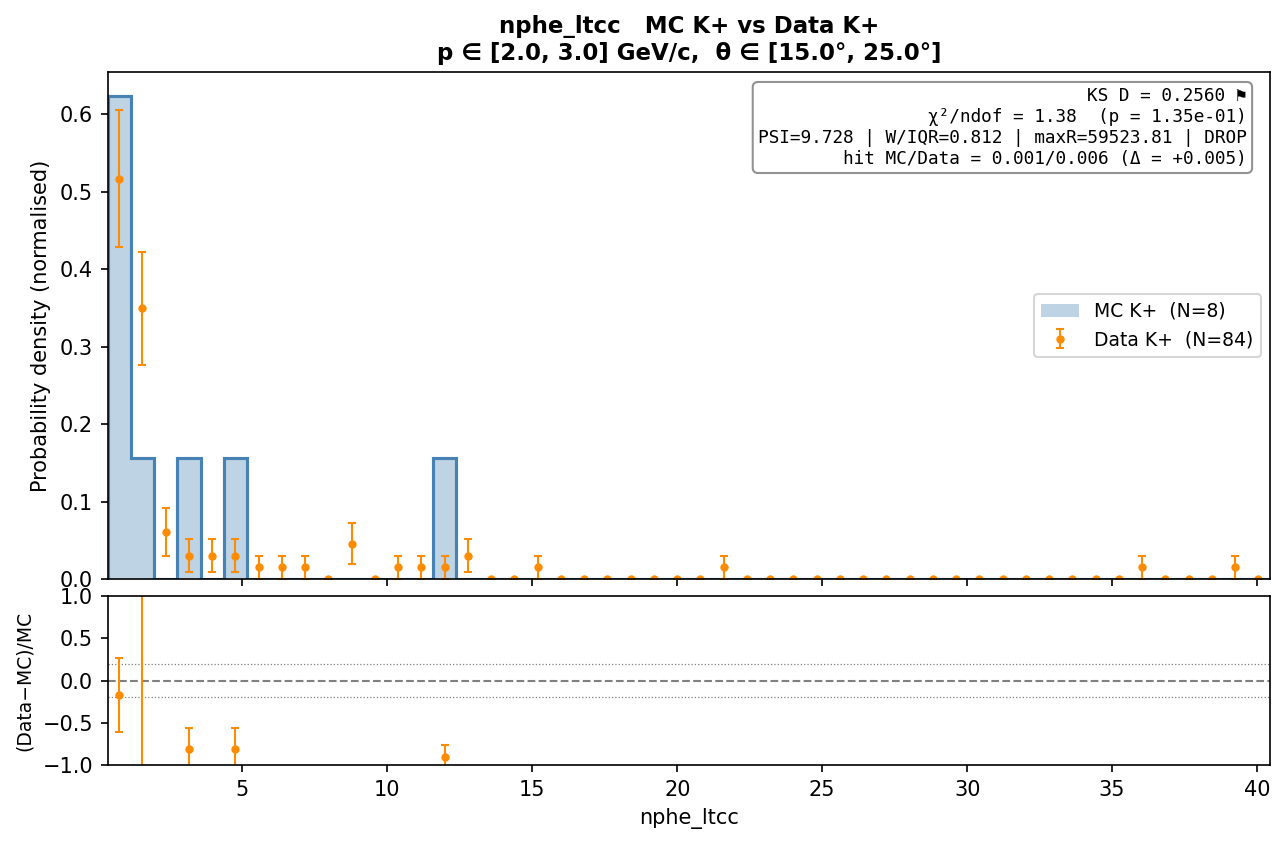 nphe_ltcc   MC K+ vs Data K+
p ∈ [2.0, 3.0] GeV/c,  θ ∈ [15.0°, 25.0°]
KS D = 0.2560 ⚑
χ²/ndof = 1.38  (p = 1.35e-01)
PSI=9.728 | W/IQR=0.812 | maxR=59523.81 | DROP
hit MC/Data = 0.001/0.006 (Δ = +0.005)
MC K+  (N=8)
Data K+  (N=84)
Probability density (normalised)
0.6
0.5
0.4
0.3
0.2
0.1
0.0
(Data−MC)/MC
1.0
0.5
0.0
−0.5
−1.0
5 10 15 20 25 30 35 40
nphe_ltcc